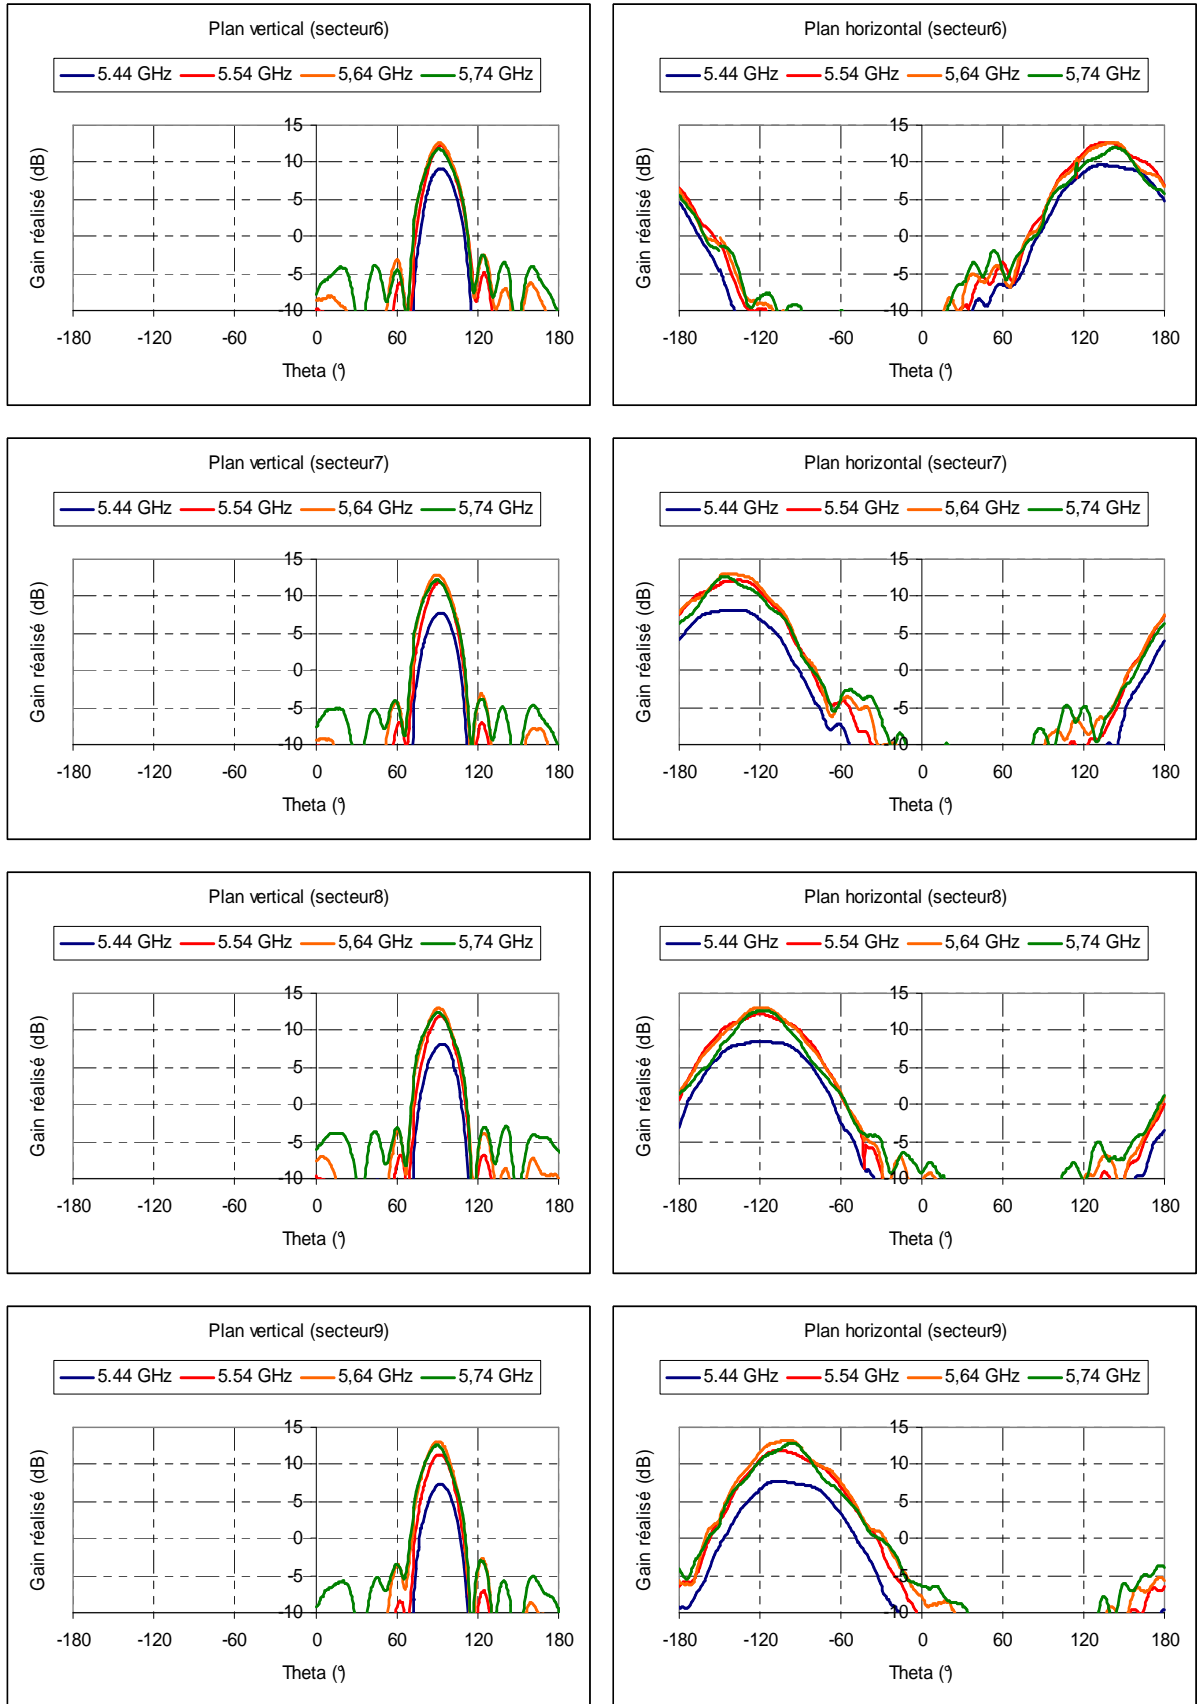 Plan vertical (secteur6)
5.44 GHz 5.54 GHz 5,64 GHz 5,74 GHz
Gain réalisé (dB)
15
10
5
0
-5
-10
-180 -120 -60 0 60 120 180
Theta (°)
Plan horizontal (secteur6)
5.44 GHz 5.54 GHz 5,64 GHz 5,74 GHz
Gain réalisé (dB)
15
10
5
0
-5
-10
-180 -120 -60 0 60 120 180
Theta (°)
Plan vertical (secteur7)
5.44 GHz 5.54 GHz 5,64 GHz 5,74 GHz
Gain réalisé (dB)
15
10
5
0
-5
-10
-180 -120 -60 0 60 120 180
Theta (°)
Plan horizontal (secteur7)
5.44 GHz 5.54 GHz 5,64 GHz 5,74 GHz
Gain réalisé (dB)
15
10
5
0
-5
-10
-180 -120 -60 0 60 120 180
Theta (°)
Plan vertical (secteur8)
5.44 GHz 5.54 GHz 5,64 GHz 5,74 GHz
Gain réalisé (dB)
15
10
5
0
-5
-10
-180 -120 -60 0 60 120 180
Theta (°)
Plan horizontal (secteur8)
5.44 GHz 5.54 GHz 5,64 GHz 5,74 GHz
Gain réalisé (dB)
15
10
5
0
-5
-10
-180 -120 -60 0 60 120 180
Theta (°)
Plan vertical (secteur9)
5.44 GHz 5.54 GHz 5,64 GHz 5,74 GHz
Gain réalisé (dB)
15
10
5
0
-5
-10
-180 -120 -60 0 60 120 180
Theta (°)
Plan horizontal (secteur9)
5.44 GHz 5.54 GHz 5,64 GHz 5,74 GHz
Gain réalisé (dB)
15
10
5
0
-5
-10
-180 -120 -60 0 60 120 180
Theta (°)